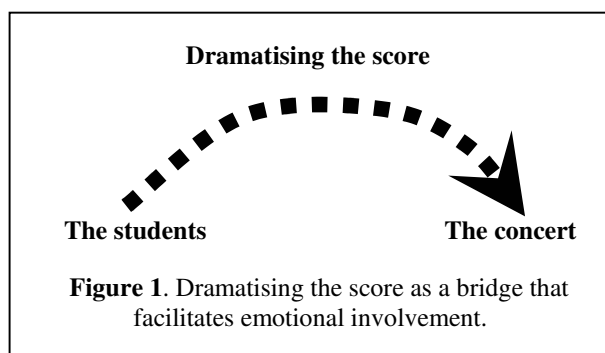 Dramatising the score
The students
The concert
Figure 1. Dramatising the score as a bridge that
facilitates emotional involvement.